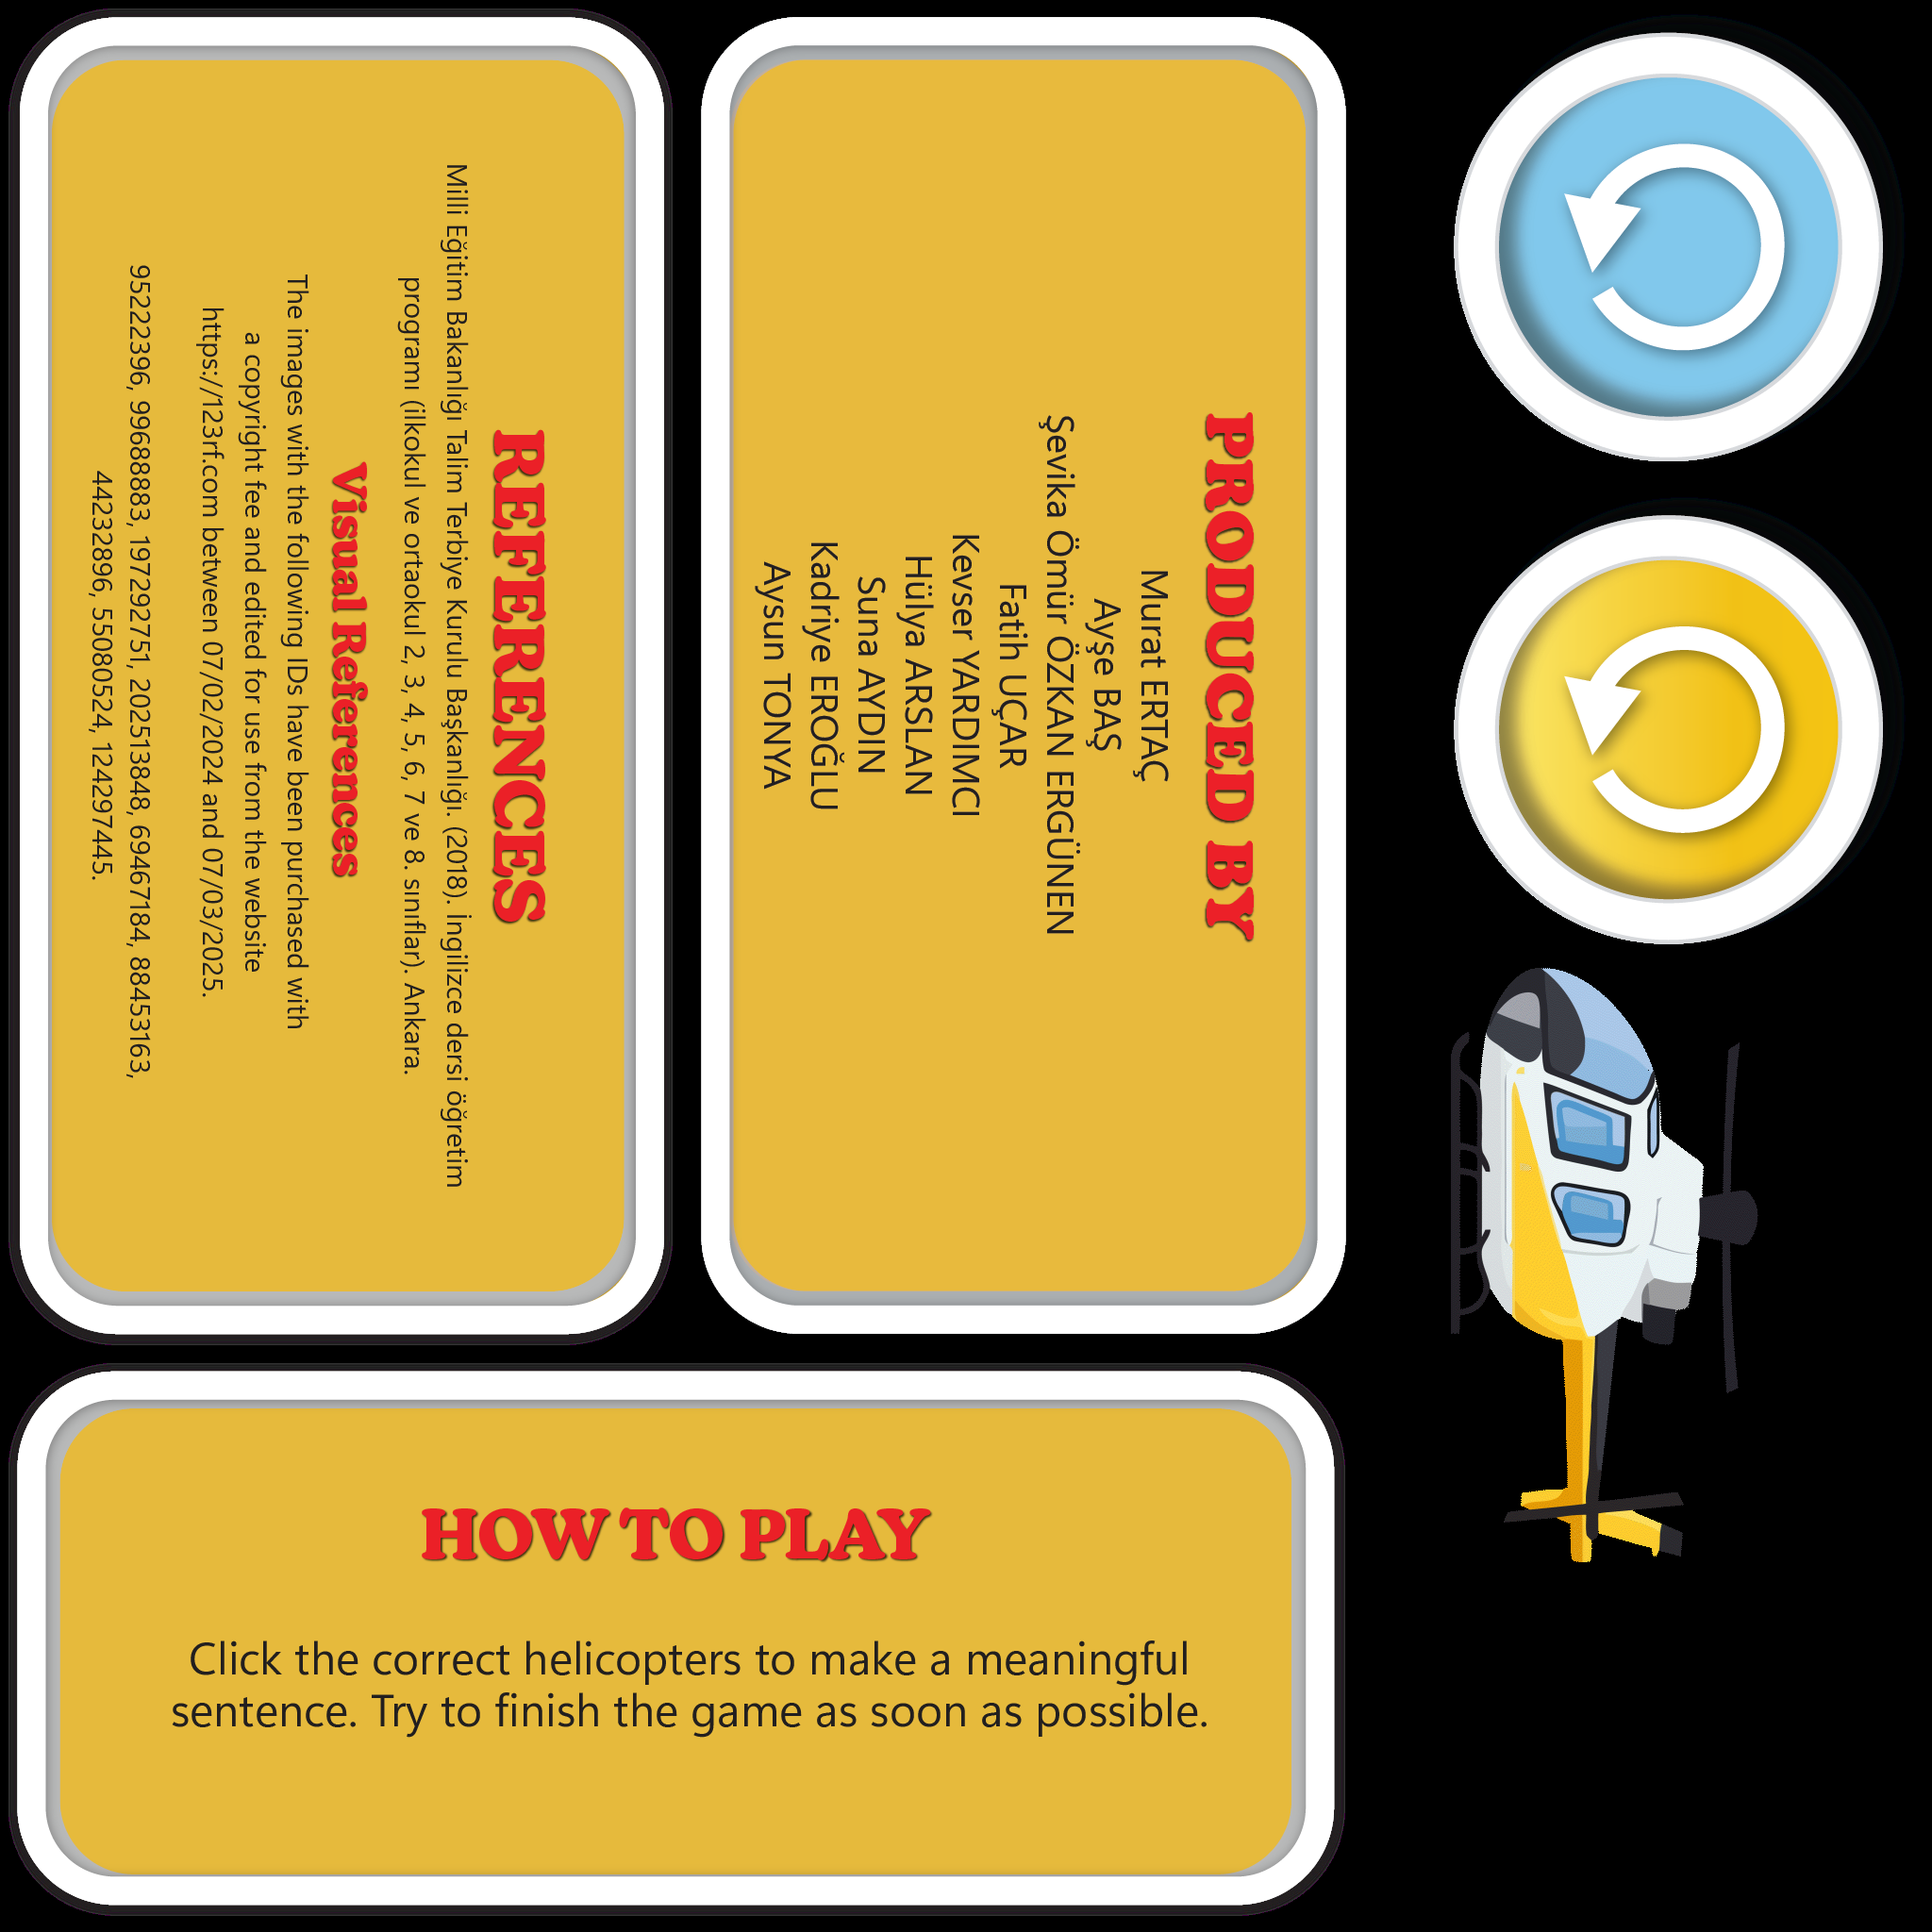 REFERENCES
Milli Eğitim Bakanlığı Talim Terbiye Kurulu Başkanlığı. (2018). İngilizce dersi öğretim
programı (ilkokul ve ortaokul 2, 3, 4, 5, 6, 7 ve 8. sınıflar). Ankara.
Visual References
The images with the following IDs have been purchased with
a copyright fee and edited for use from the website
https://123rf.com between 07/02/2024 and 07/03/2025.
95222396, 99688883, 197292751, 202513848, 69467184, 88453163,
44232896, 55080524, 124297445.
PRODUCED BY
Murat ERTAÇ
Ayşe BAŞ
Şevika Ömür ÖZKAN ERGÜNEN
Fatih UÇAR
Kevser YARDIMCI
Hülya ARSLAN
Suna AYDIN
Kadriye EROĞLU
Aysun TONYA
HOW TO PLAY
Click the correct helicopters to make a meaningful
sentence. Try to finish the game as soon as possible.